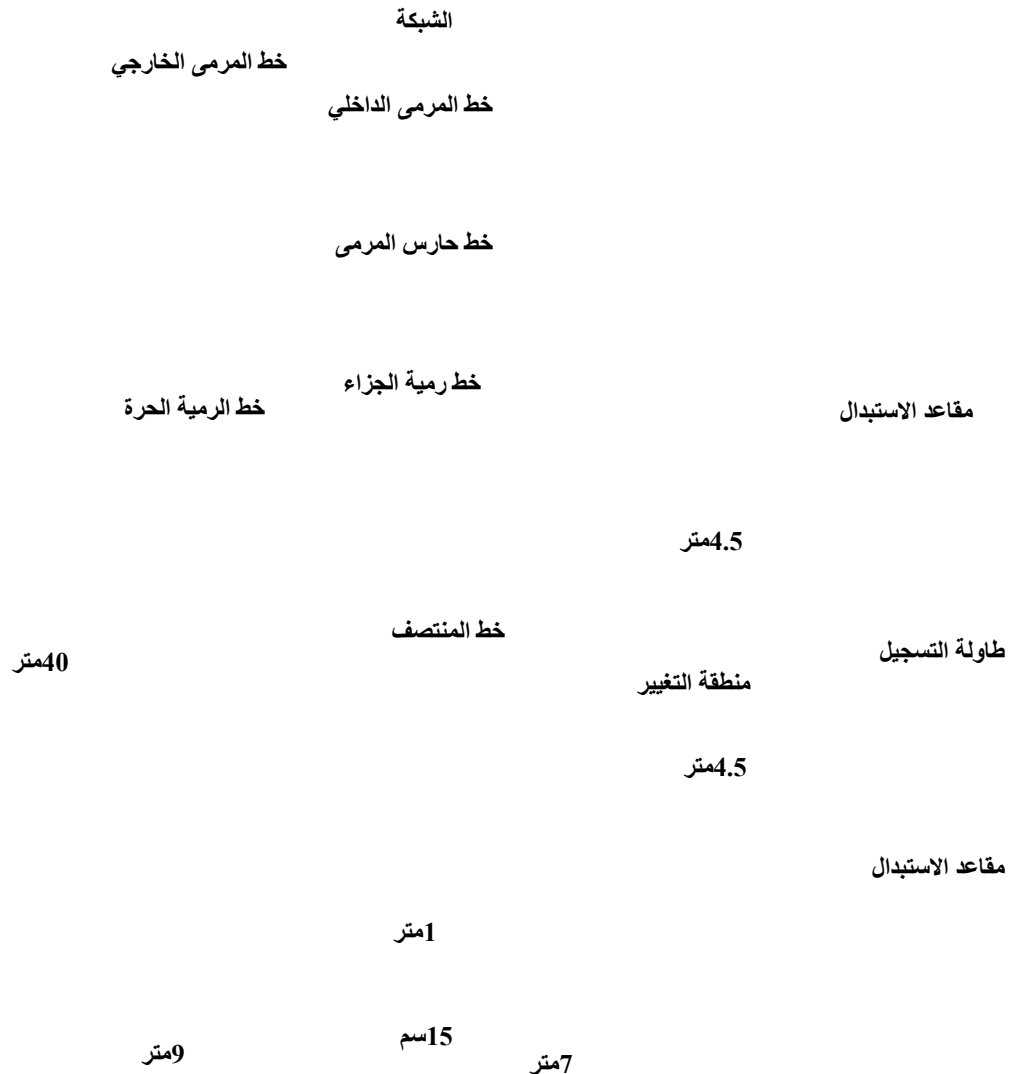 الشبكة
خط المرمى الخارجي
خط المرمى الداخلي
خط حارس المرمى
خط رمية الجزاء
خط الرمية الحرة
مقاعد الاستبدال
4.5متر
خط المنتصف
طاولة التسجيل
40متر
منطقة التغيير
4.5متر
مقاعد الاستبدال
1متر
15سم
9متر
7متر